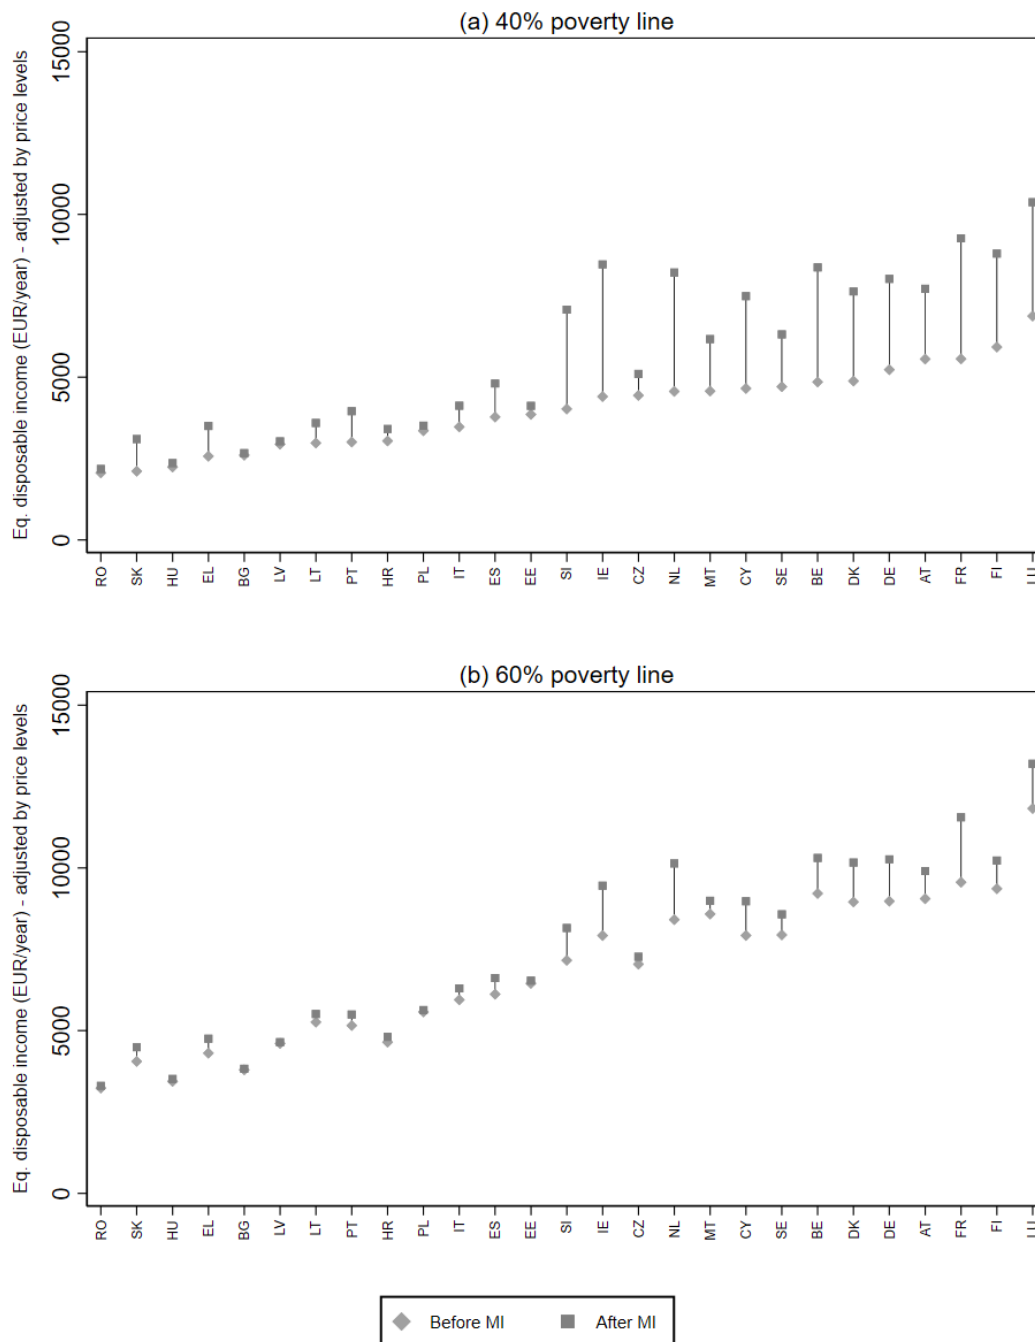 (a) 40% poverty line
Eq. disposable income (EUR/year) - adjusted by price levels
15000
10000
5000
0
RO SK HU EL BG LV LT PT HR PL IT ES EE SI IE CZ NL MT CY SE BE DK DE AT FR FI LU
(b) 60% poverty line
Eq. disposable income (EUR/year) - adjusted by price levels
15000
10000
5000
0
RO SK HU EL BG LV LT PT HR PL IT ES EE SI IE CZ NL MT CY SE BE DK DE AT FR FI LU
Before MI After MI